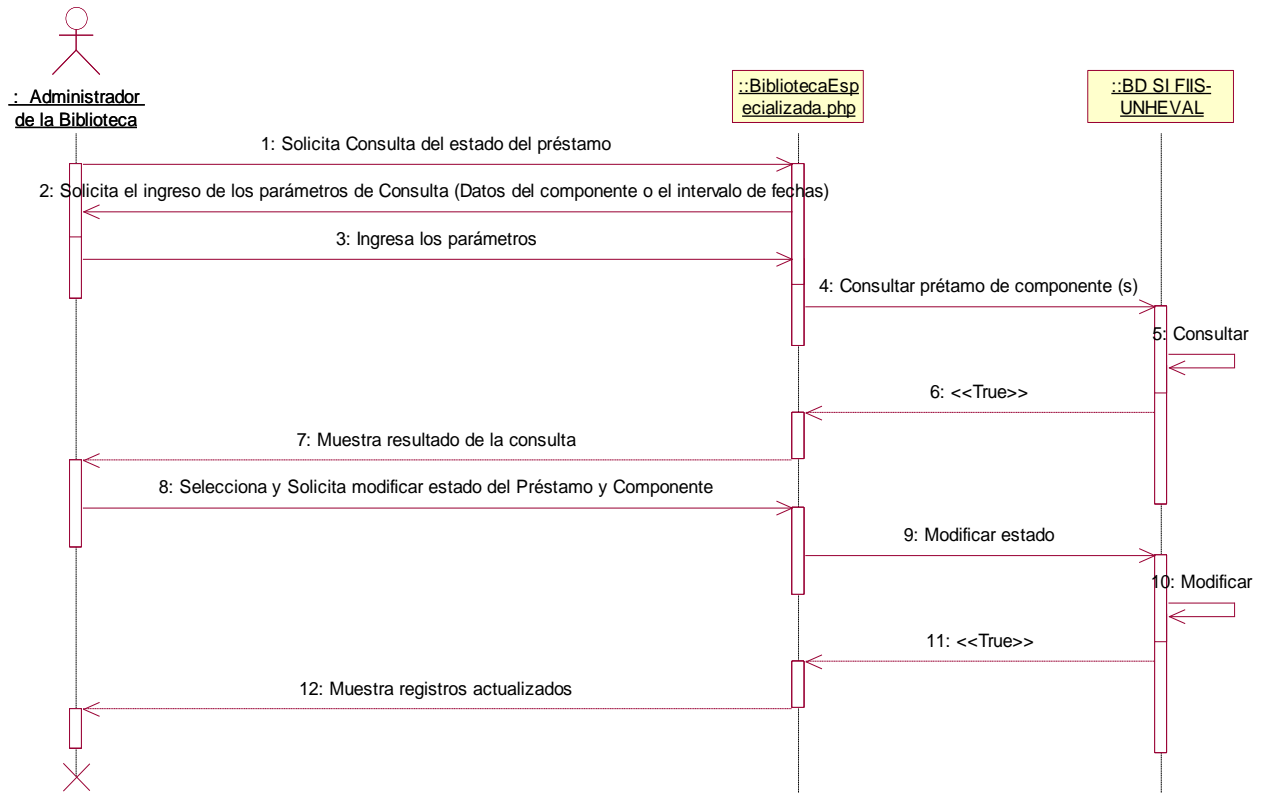 : Administrador
de la Biblioteca
::BibliotecaEsp
ecializada.php
::BD SI FIIS-
UNHEVAL
1: Solicita Consulta del estado del préstamo
2: Solicita el ingreso de los parámetros de Consulta (Datos del componente o el intervalo de fechas)
3: Ingresa los parámetros
4: Consultar prétamo de componente (s)
5: Consultar
6: <<True>>
7: Muestra resultado de la consulta
8: Selecciona y Solicita modificar estado del Préstamo y Componente
9: Modificar estado
10: Modificar
11: <<True>>
12: Muestra registros actualizados